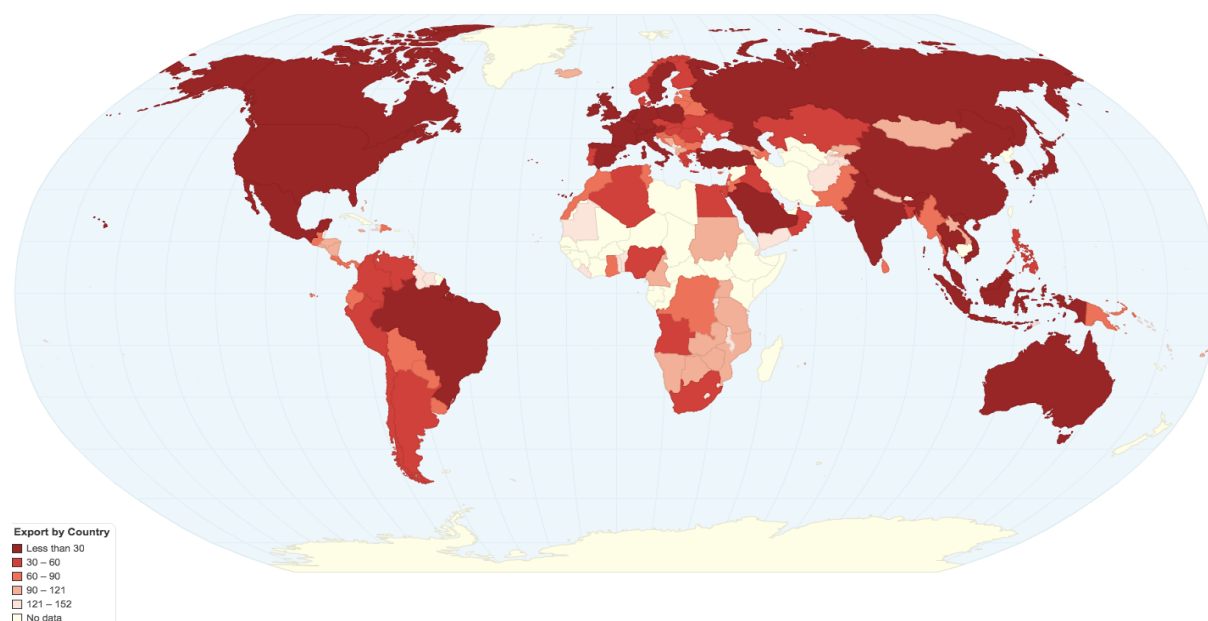 Export by Country
Less than 30
30 – 60
60 – 90
90 – 121
121 – 152
No data